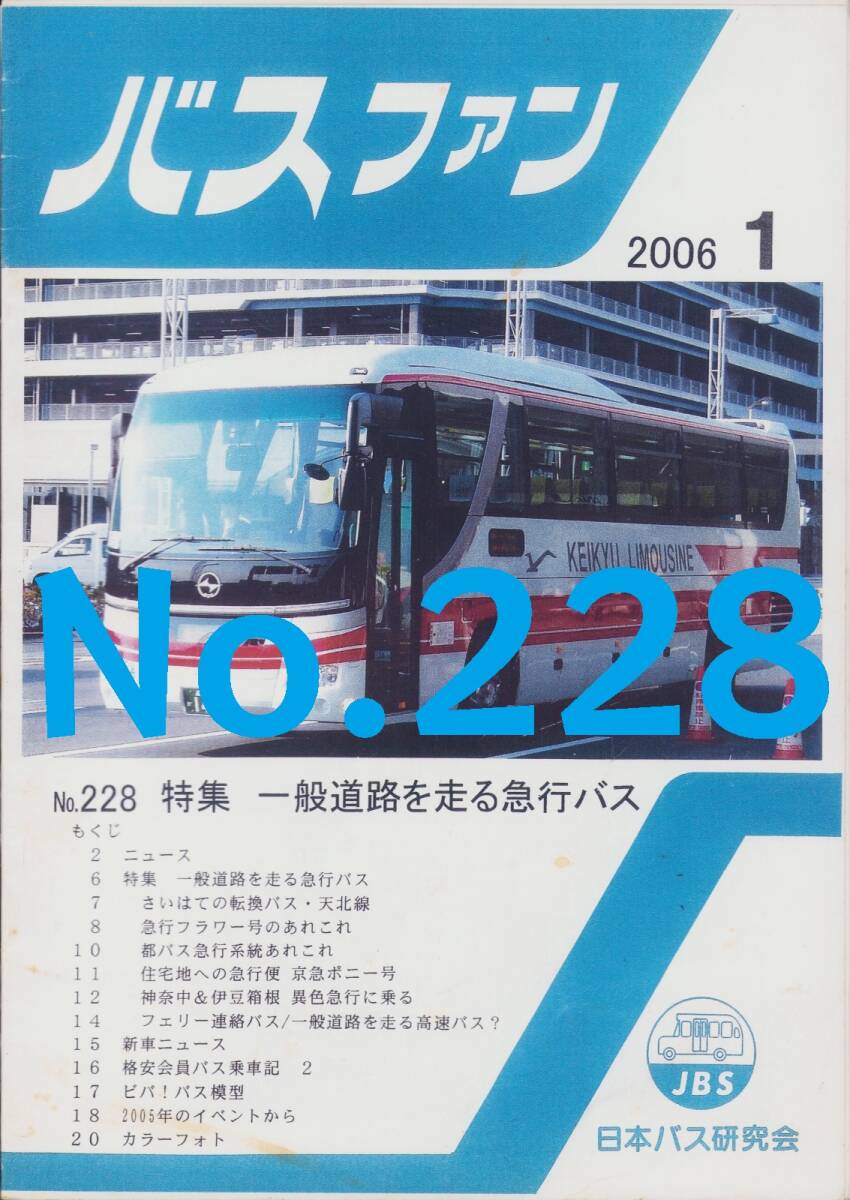 バスファン
2006 1
KEIKYU LIMOUSINE
No.228
No.228 特集 一般道路を走る急行バス
もくじ
2 ニュース
6 特集 一般道路を走る急行バス
7 さいはての転換バス・天北線
8 急行フラワー号のあれこれ
10 都バス急行系統あれこれ
11 住宅地への急行便 京急ポニー号
12 神奈中&伊豆箱根 異色急行に乗る
14 フェリー連絡バス/一般道路を走る高速バス?
15 新車ニュース
16 格安会員バス乗車記 2
17 ビバ!バス模型
18 2005年のイベントから
20 カラーフォト
JBS
日本バス研究会